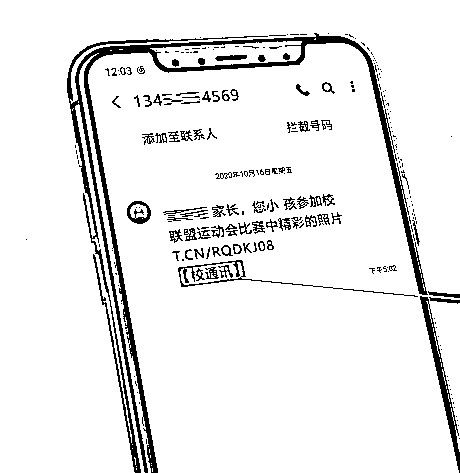 12:03
134 4569
添加至联系人 拦截号码
2020年10月16日星期五
家长，您小 孩参加校
联盟运动会比赛中精彩的照片
T.CN/RQDKJ08
【校通讯】
下午5:02